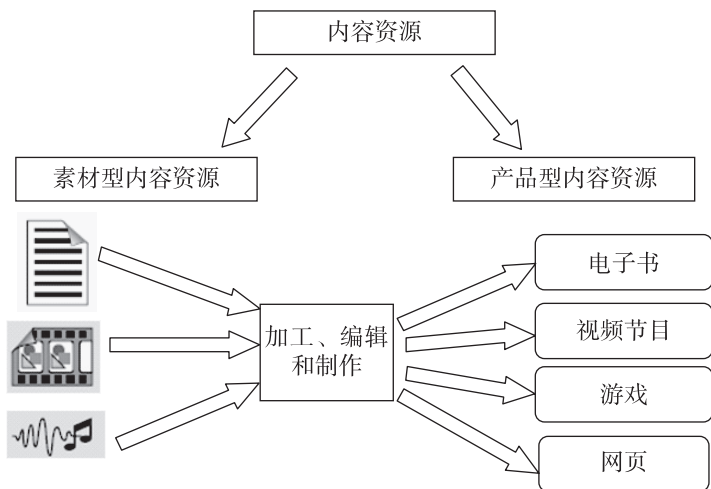 内容资源
素材型内容资源
产品型内容资源
加工、编辑
和制作
电子书
视频节目
游戏
网页